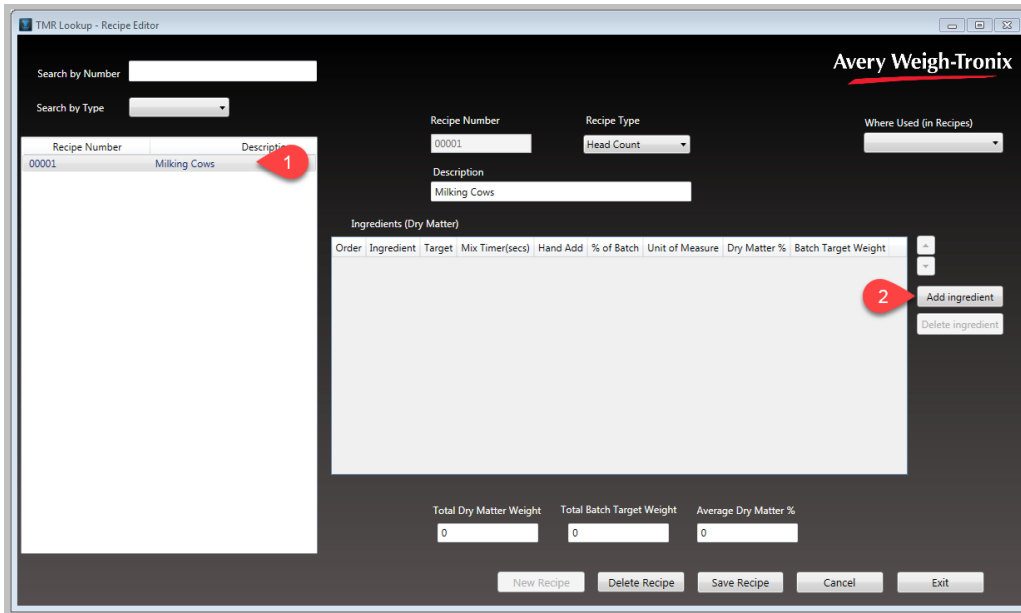 TMR Lookup - Recipe Editor
Avery Weigh-Tronix
Search by Number
Search by Type
Recipe Number
Recipe Type
Where Used (in Recipes)
00001
Head Count
Description
Milking Cows
Recipe Number
00001 Milking Cows
1
Ingredients (Dry Matter)
Order Ingredient Target Mix Timer(secs) Hand Add % of Batch Unit of Measure Dry Matter % Batch Target Weight
2
Add ingredient
Delete ingredient
Total Dry Matter Weight
Total Batch Target Weight
Average Dry Matter %
0
0
0
New Recipe
Delete Recipe
Save Recipe
Cancel
Exit